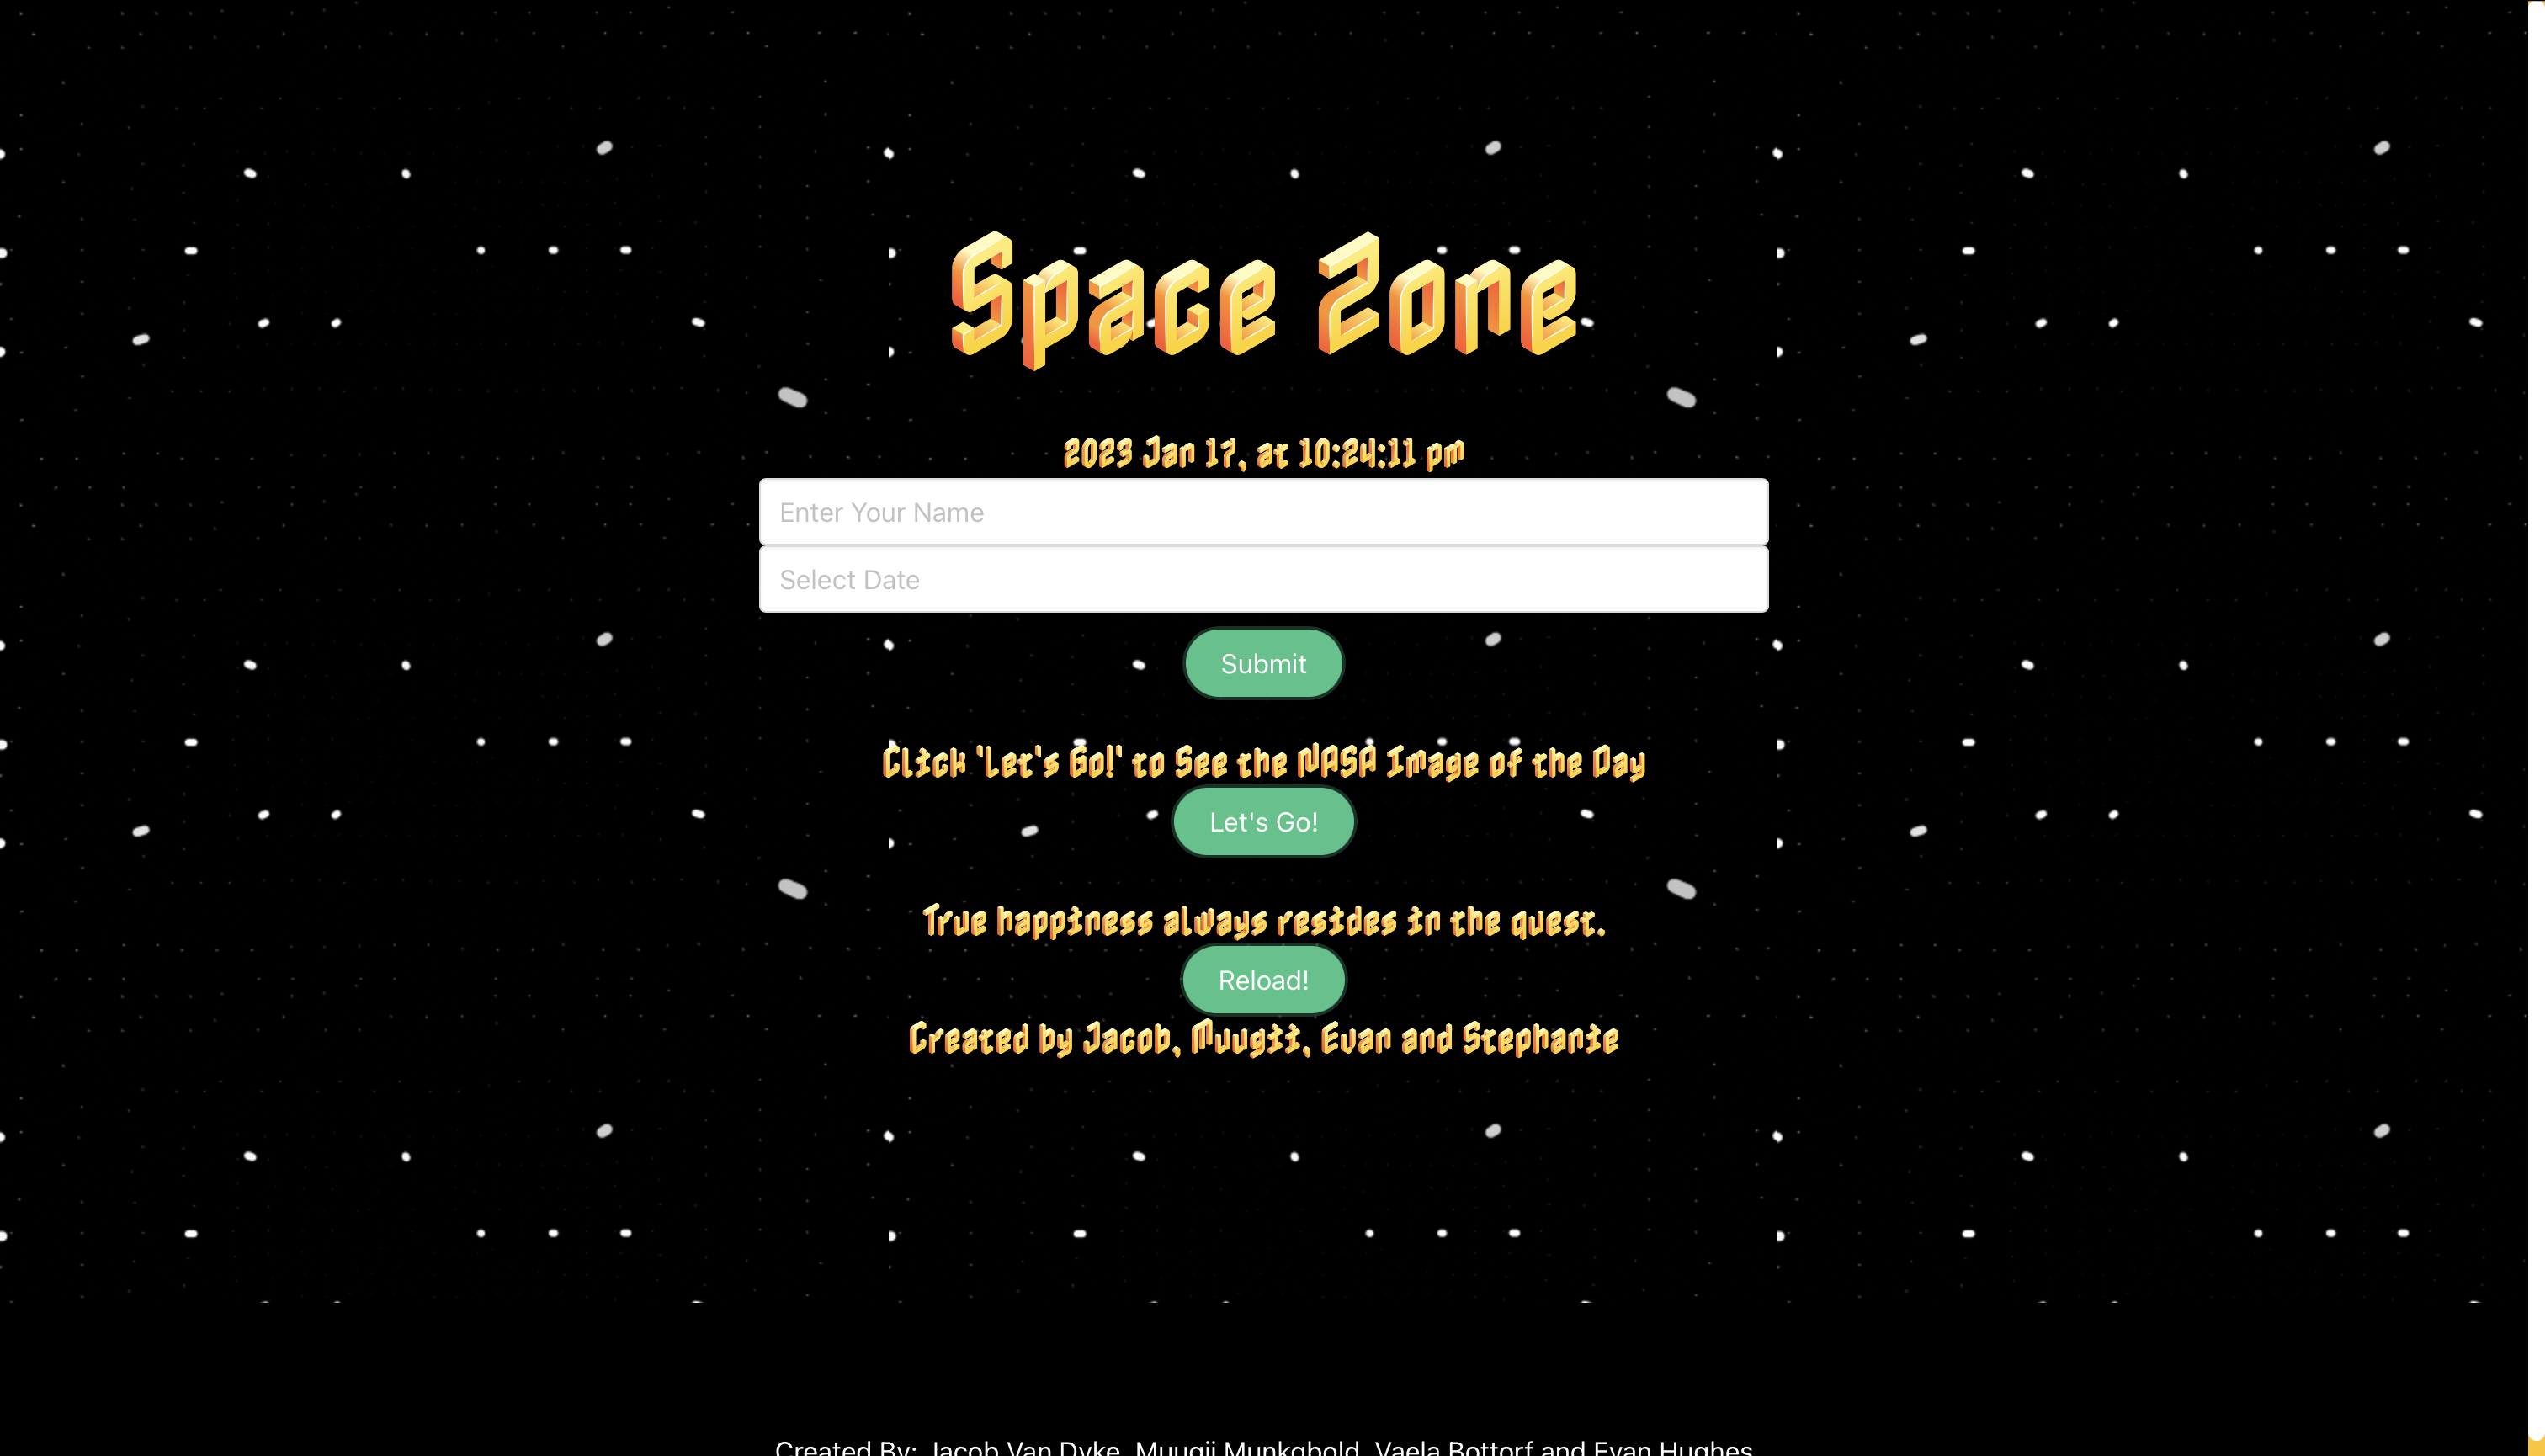 Space Zone
2023 Jan 17, at 10:24:11 pm
Enter Your Name
Select Date
Submit
Click 'Let's Go!' to See the NASA Image of the Day
Let's Go!
True happiness always resides in the quest.
Reload!
Created by Jacob, Muugii, Evan and Stephanie
Created By: Jacob Van Dyke, Muugii Munkgbold, Vaela Bottorf and Evan Hughes